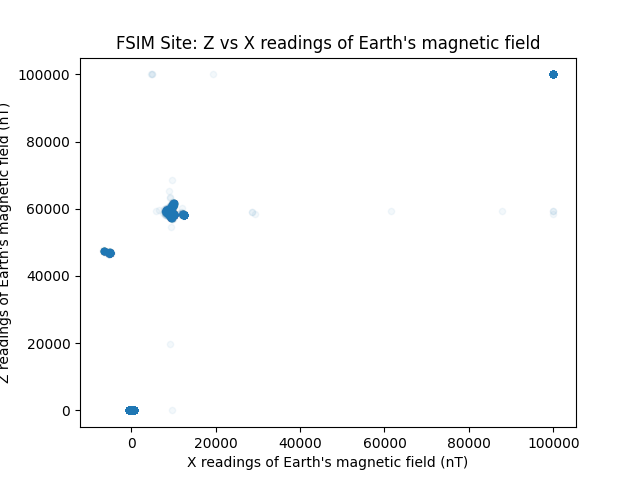 FSIM Site: Z vs X readings of Earth's magnetic field
Z readings of Earth's magnetic field (nT)
100000
80000
60000
40000
20000
0
0 20000 40000 60000 80000 100000
X readings of Earth's magnetic field (nT)